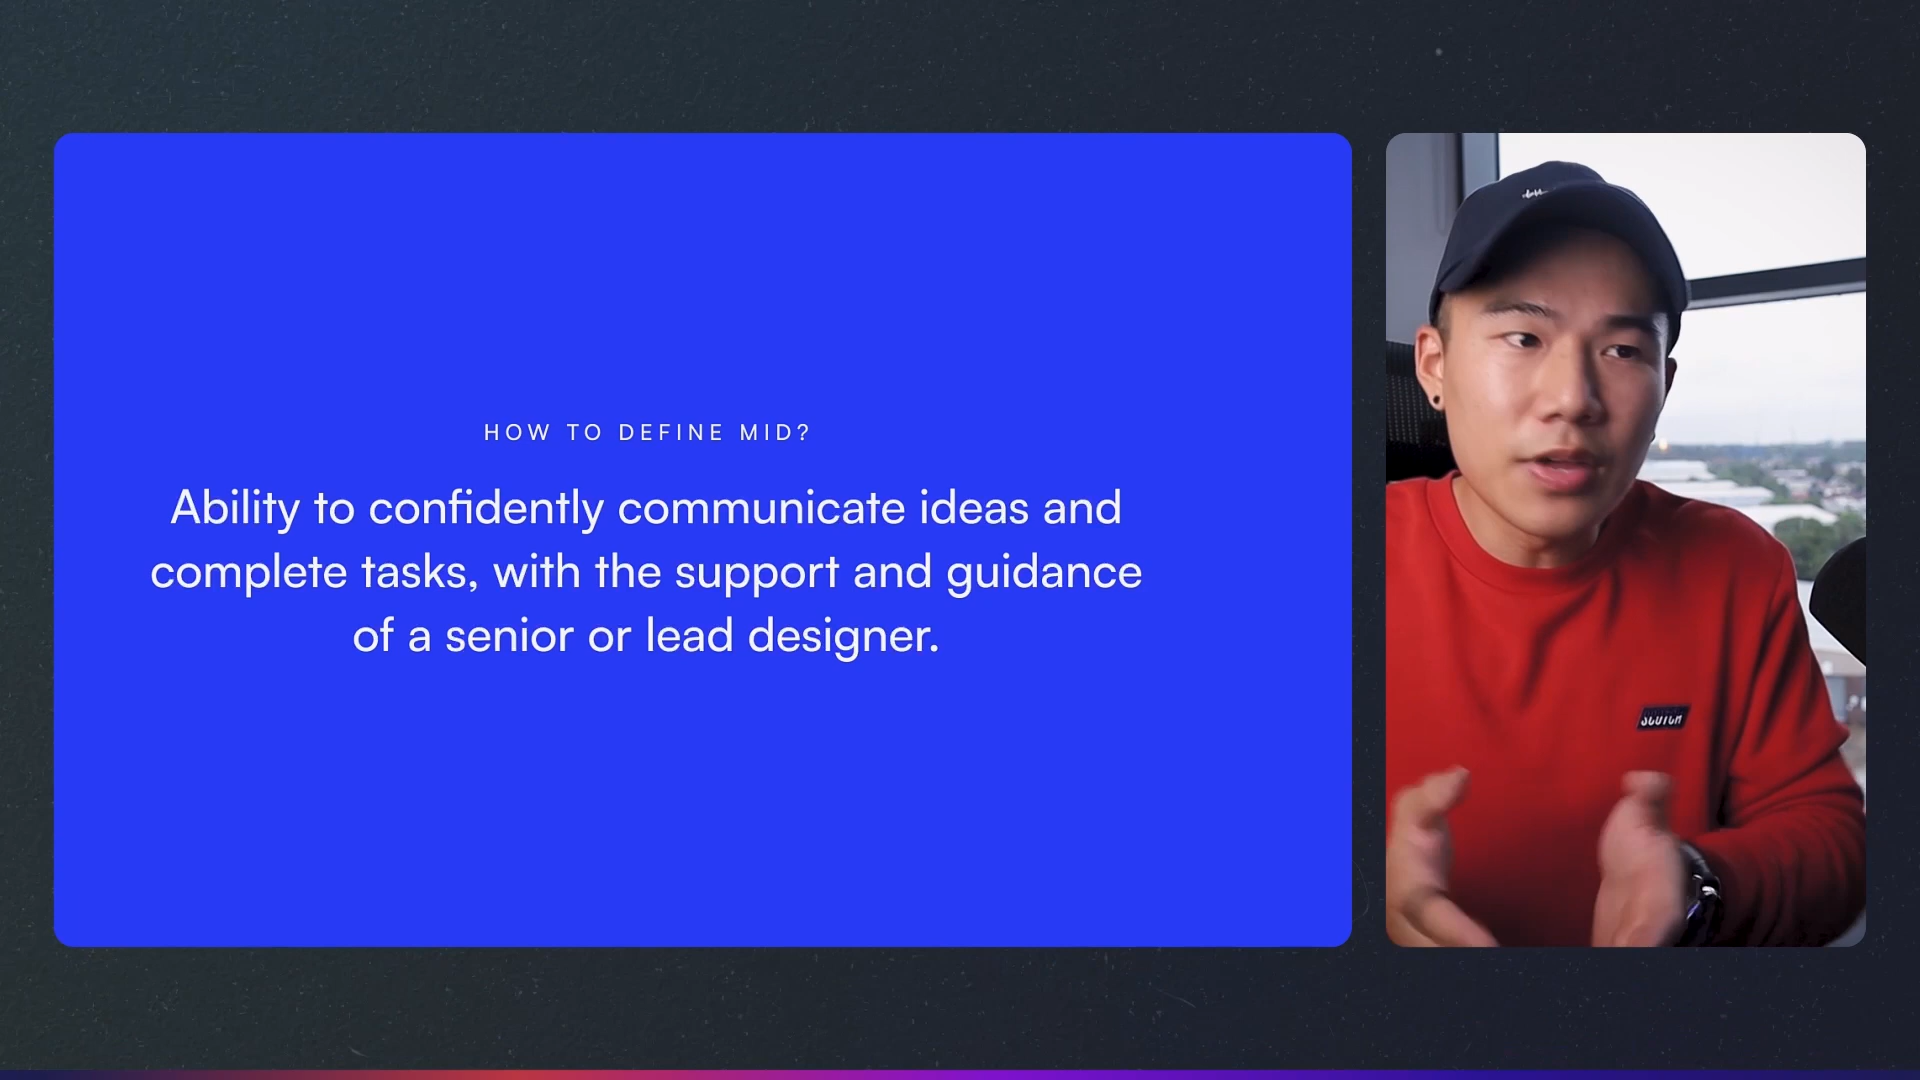 HOW TO DEFINE MID?
Ability to confidently communicate ideas and
complete tasks, with the support and guidance
of a senior or lead designer.